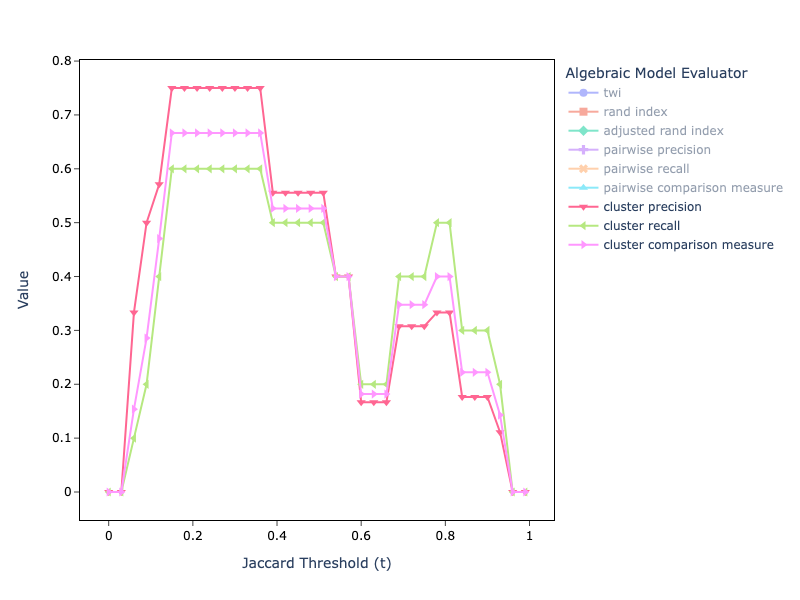 Algebraic Model Evaluator
twi
rand index
adjusted rand index
pairwise precision
pairwise recall
pairwise comparison measure
cluster precision
cluster recall
cluster comparison measure
Value
0.8
0.7
0.6
0.5
0.4
0.3
0.2
0.1
0
0 0.2 0.4 0.6 0.8 1
Jaccard Threshold (t)